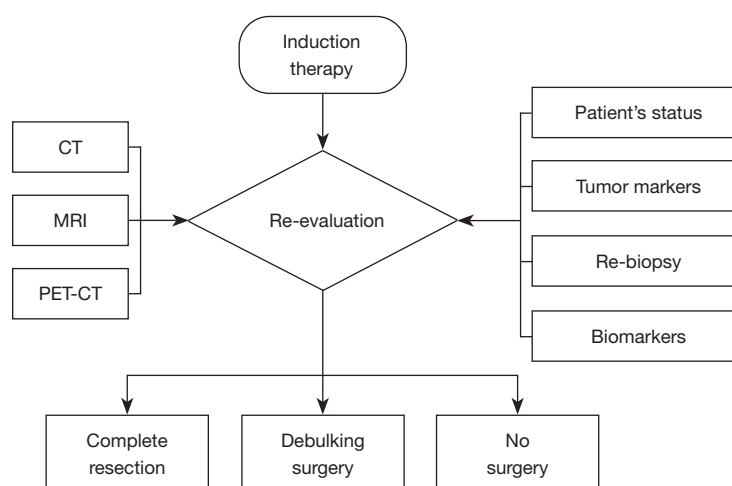 Induction
therapy
CT
MRI
PET-CT
Re-evaluation
Patient’s status
Tumor markers
Re-biopsy
Biomarkers
Complete
resection
Debulking
surgery
No
surgery